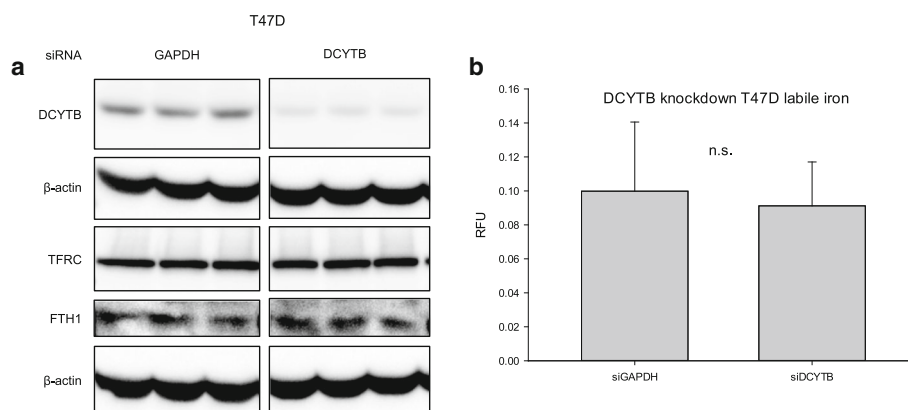 T47D
siRNA GAPDH DCYTB
a
DCYTB
β-actin
TFRC
FTH1
β-actin
b
DCYTB knockdown T47D labile iron
n.s.
RFU
0.16
0.14
0.12
0.10
0.08
0.06
0.04
0.02
0.00
siGAPDH siDCYTB